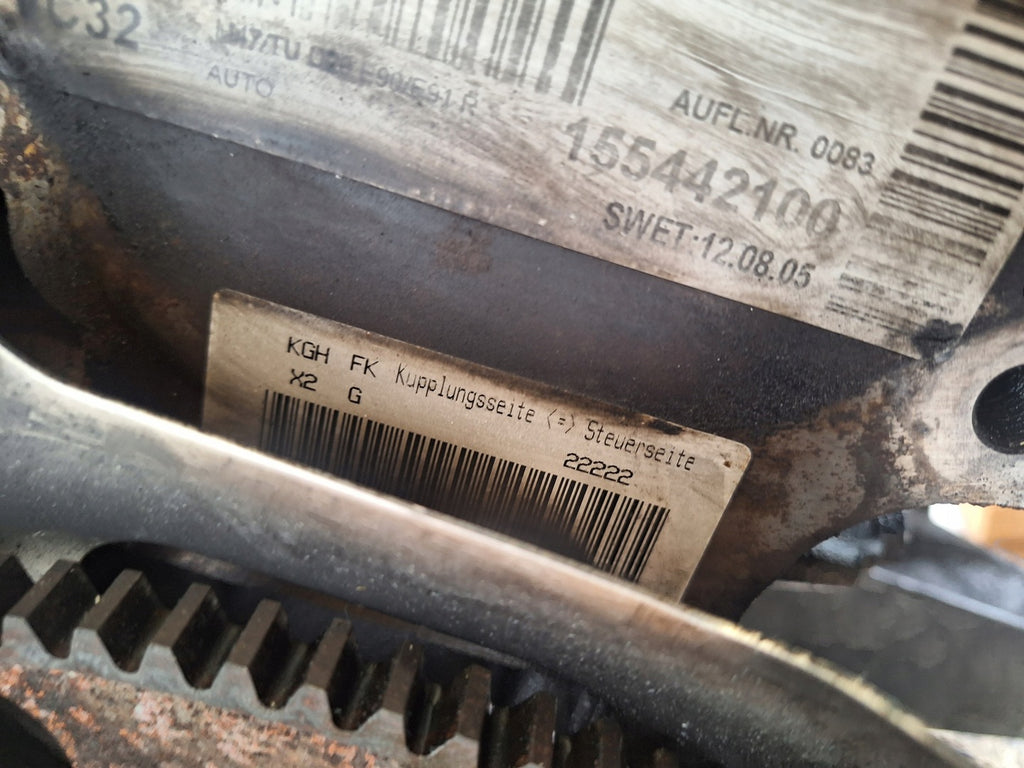 C32
AUTO
AUFL.NR. 0083
155442100
SWET:12.08.05
KGH FK Kupplungsseite <=> Steuerseite
X2 G 22222